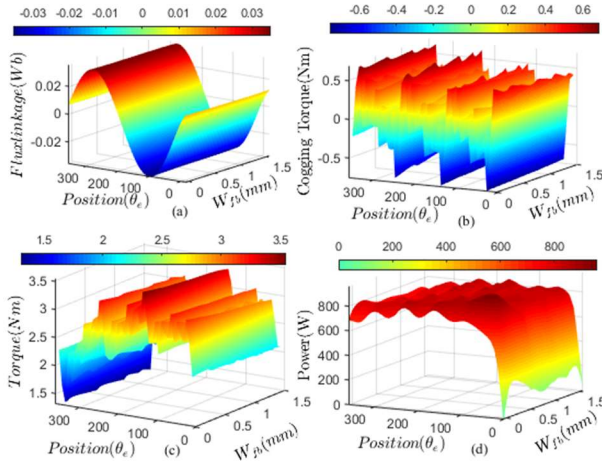 -0.03 -0.02 -0.01 0 0.01 0.02 0.03
Fluxlinkage(Wb)
0.02
0
-0.02
300
200
100
0
Position(θe)
0
0.5
1
1.5
Wfb(mm)
(a)
-0.6 -0.4 -0.2 0 0.2 0.4 0.6
Cogging Torque(Nm)
0.5
0
-0.5
300
200
100
0
Position(θe)
0
0.5
1
1.5
Wfb(mm)
(b)
1.5 2 2.5 3 3.5
Torque(Nm)
3.5
3
2.5
2
1.5
300
200
100
0
Position(θe)
0
0.5
1
1.5
Wfb(mm)
(c)
0 200 400 600 800
Power(W)
800
600
400
200
0
300
200
100
0
Position(θe)
0
0.5
1
1.5
Wfb(mm)
(d)